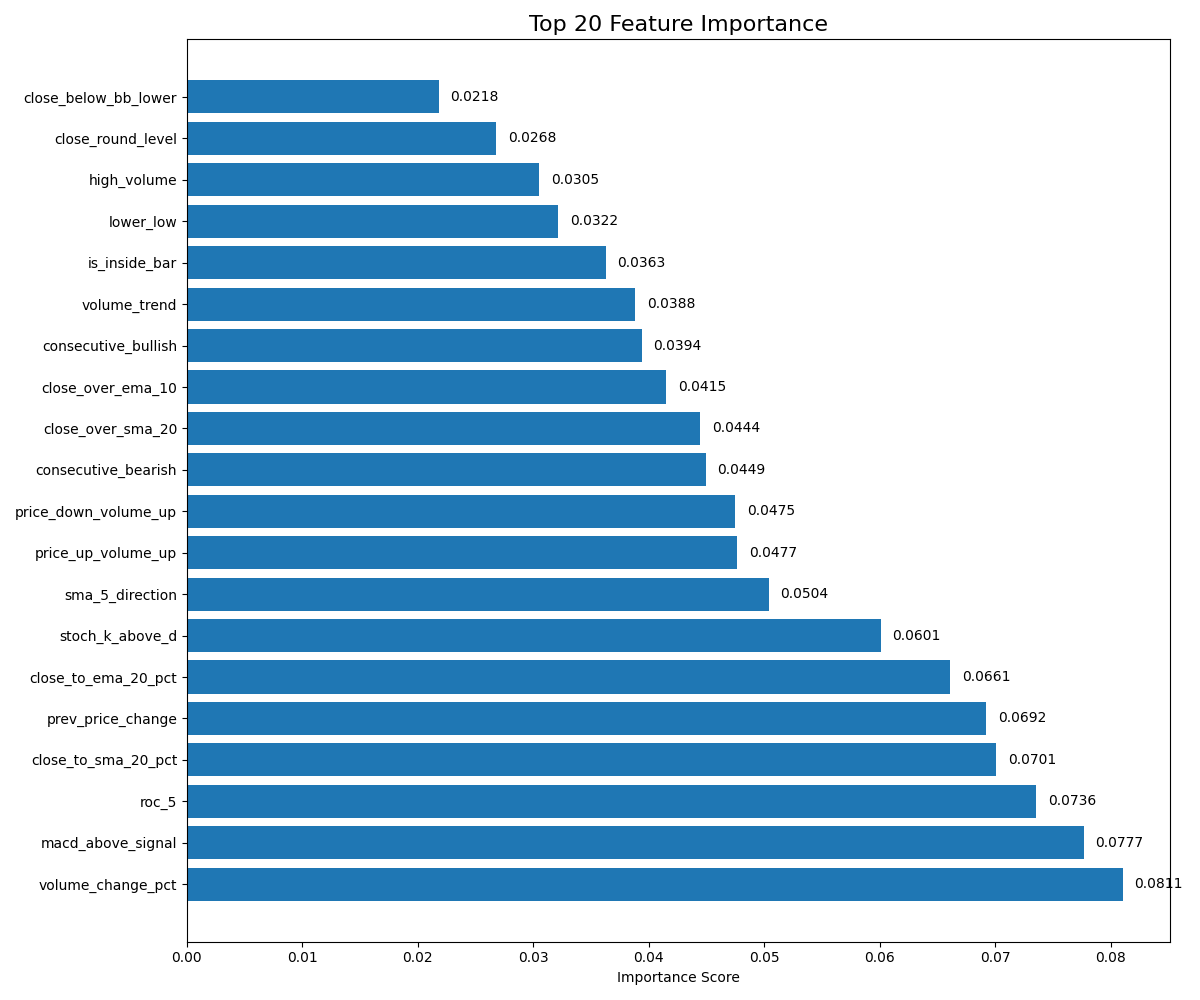 Top 20 Feature Importance
close_below_bb_lower 0.0218
close_round_level 0.0268
high_volume 0.0305
lower_low 0.0322
is_inside_bar 0.0363
volume_trend 0.0388
consecutive_bullish 0.0394
close_over_ema_10 0.0415
close_over_sma_20 0.0444
consecutive_bearish 0.0449
price_down_volume_up 0.0475
price_up_volume_up 0.0477
sma_5_direction 0.0504
stoch_k_above_d 0.0601
close_to_ema_20_pct 0.0661
prev_price_change 0.0692
close_to_sma_20_pct 0.0701
roc_5 0.0736
macd_above_signal 0.0777
volume_change_pct 0.0811
0.00 0.01 0.02 0.03 0.04 0.05 0.06 0.07 0.08
Importance Score